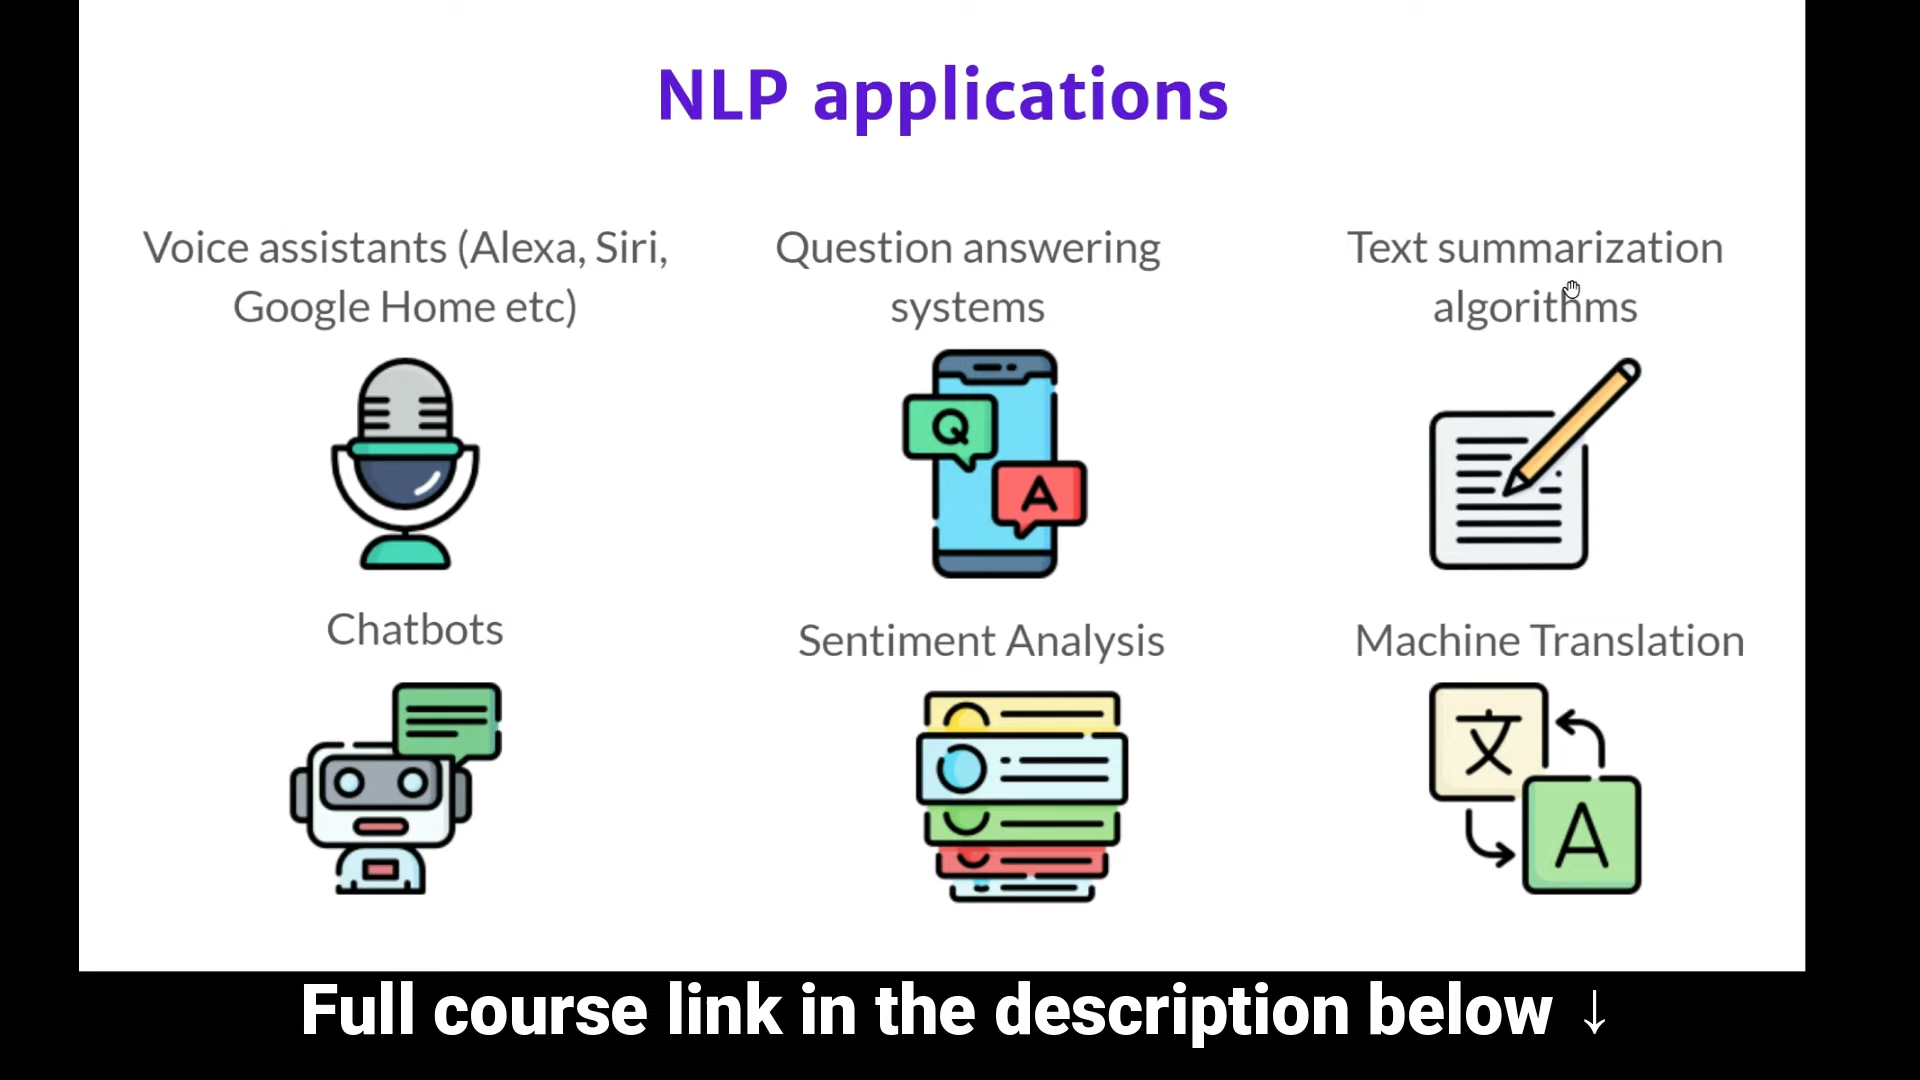 NLP applications
Voice assistants (Alexa, Siri,
Google Home etc)
Question answering
systems
Text summarization
algorithms
Q
A
Chatbots
Sentiment Analysis
Machine Translation
文
A
Full course link in the description below ↓